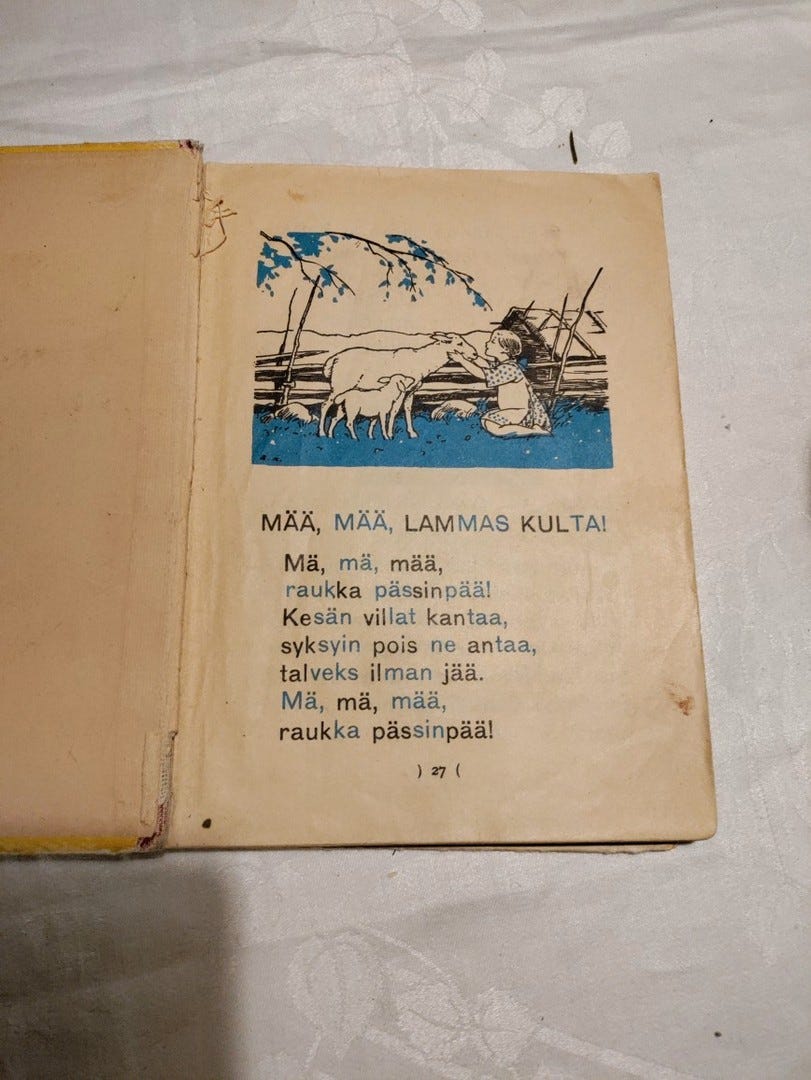 MÄÄ, MÄÄ, LAMMAS KULTA!
Mä, mä, mää,
raukka pässinpää!
Kesän villat kantaa,
syksyin pois ne antaa,
talveks ilman jää.
Mä, mä, mää,
raukka pässinpää!
) 27 (